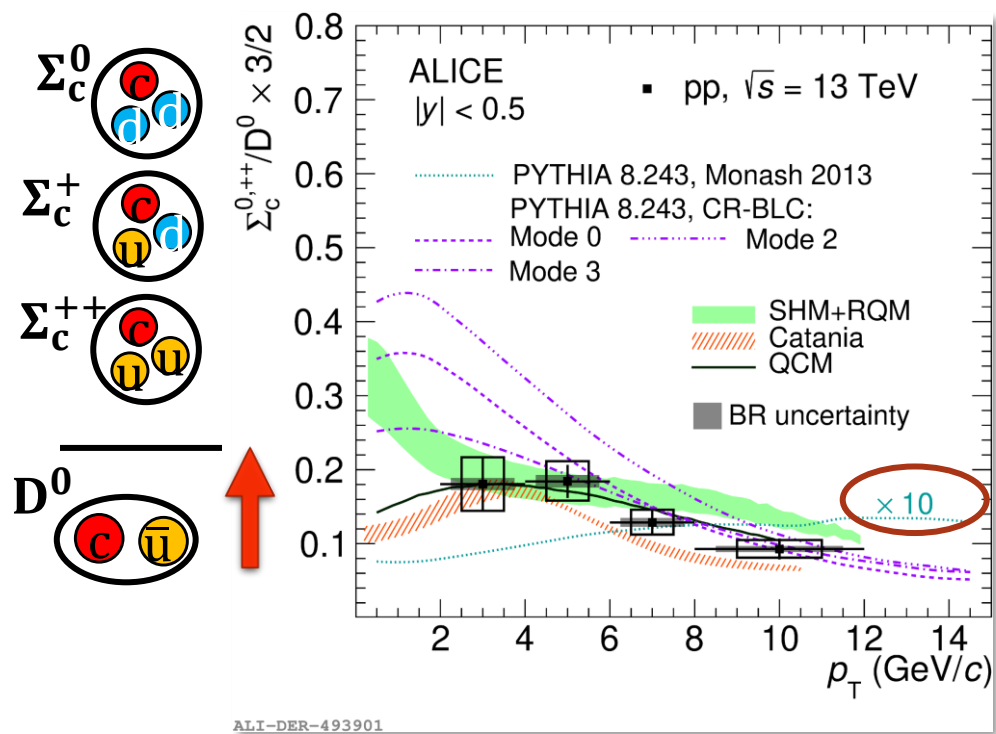 Σc0
c
d
d
Σc+
c
u
d
Σc++
c
u
u
D0
c
u̅
Σc0,++/D0 × 3/2
0.8
0.7
0.6
0.5
0.4
0.3
0.2
0.1
ALICE
|y| < 0.5
pp, √s = 13 TeV
PYTHIA 8.243, Monash 2013
PYTHIA 8.243, CR-BLC:
Mode 0
Mode 2
Mode 3
SHM+RQM
Catania
QCM
BR uncertainty
× 10
2 4 6 8 10 12 14
pT (GeV/c)
ALI-DER-493901